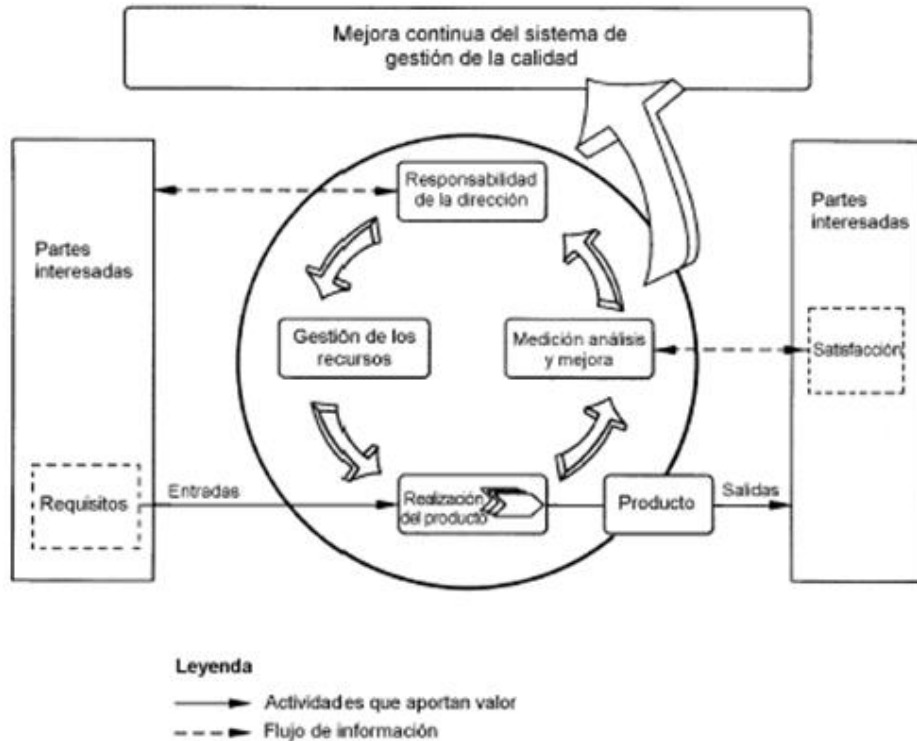 Mejora continua del sistema de
gestión de la calidad
Responsabilidad
de la dirección
Partes
interesadas
Partes
interesadas
Gestión de los
recursos
Medición análisis
y mejora
Satisfacción
Requisitos
Entradas
Realización
del producto
Producto
Salidas
Leyenda
Actividades que aportan valor
Flujo de información